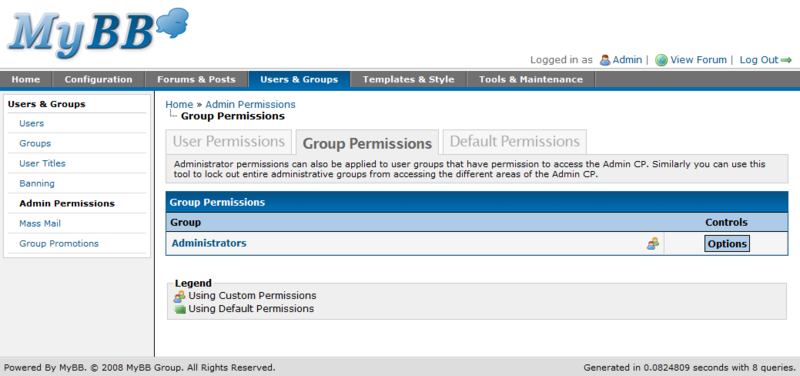 MyBB
Logged in as Admin | View Forum | Log Out
Home Configuration Forums & Posts Users & Groups Templates & Style Tools & Maintenance
Users & Groups
Users
Groups
User Titles
Banning
Admin Permissions
Mass Mail
Group Promotions
Home » Admin Permissions
Group Permissions
User Permissions Group Permissions Default Permissions
Administrator permissions can also be applied to user groups that have permission to access the Admin CP. Similarly you can use this
tool to lock out entire administrative groups from accessing the different areas of the Admin CP.
Group Permissions
Group Controls
Administrators Options
Legend
Using Custom Permissions
Using Default Permissions
Powered By MyBB. © 2008 MyBB Group. All Rights Reserved. Generated in 0.0824809 seconds with 8 queries.